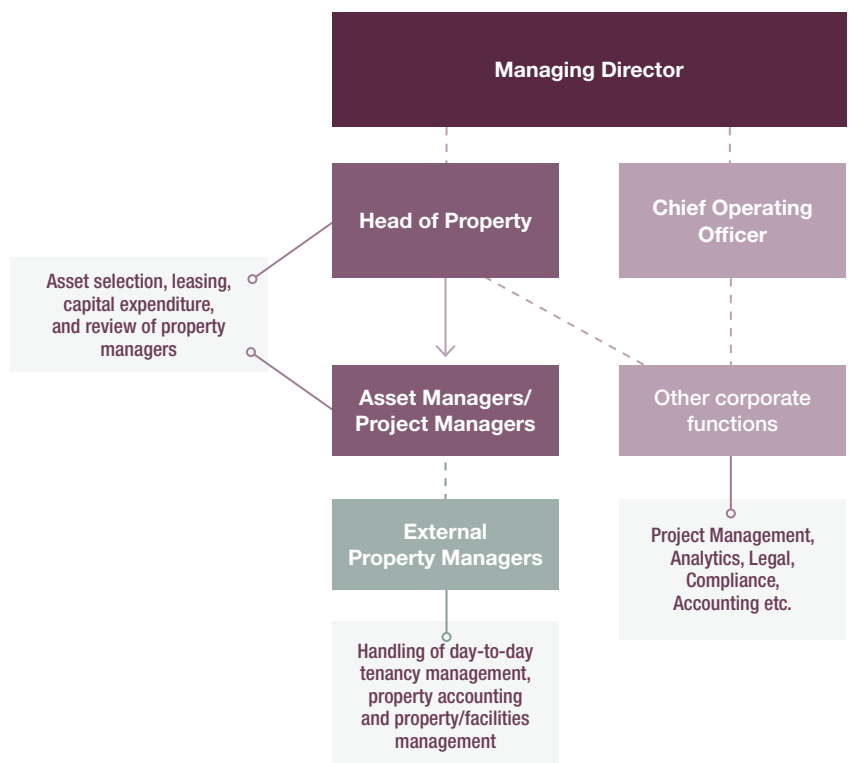 Managing Director
Head of Property
Chief Operating
Officer
Asset selection, leasing,
capital expenditure,
and review of property
managers
Asset Managers/
Project Managers
Other corporate
functions
External
Property Managers
Project Management,
Analytics, Legal,
Compliance,
Accounting etc.
Handling of day-to-day
tenancy management,
property accounting
and property/facilities
management